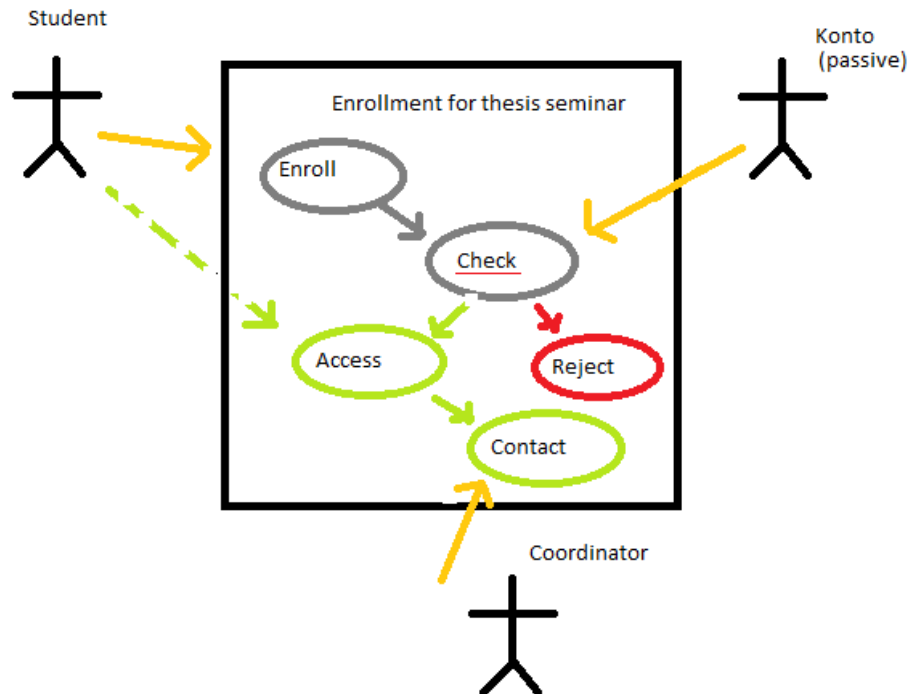 Student
Konto
(passive)
Enrollment for thesis seminar
Enroll
Check
Access
Reject
Contact
Coordinator